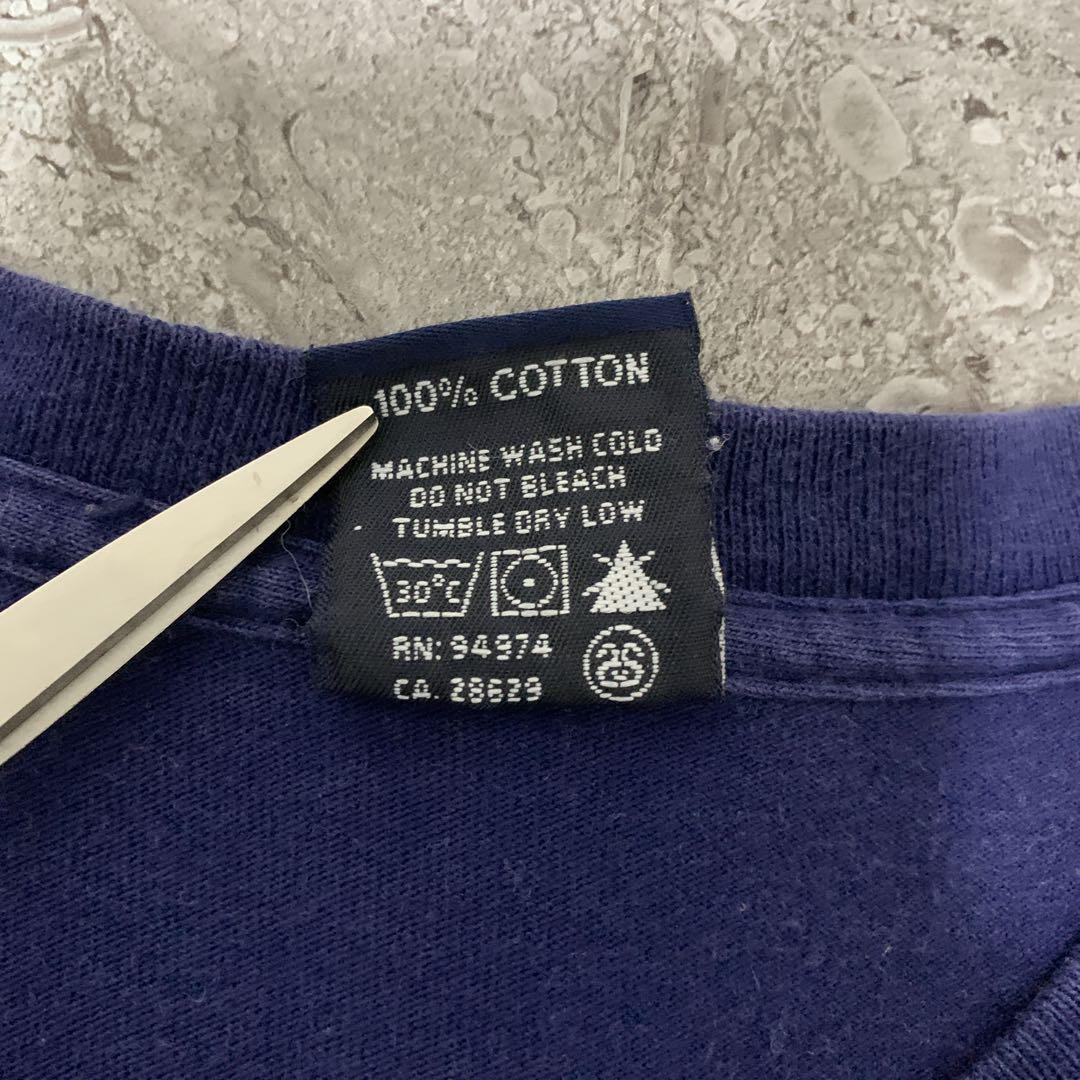 100% COTTON
MACHINE WASH COLD
DO NOT BLEACH
TUMBLE DRY LOW
30°C
RN: 94974
CA. 28629